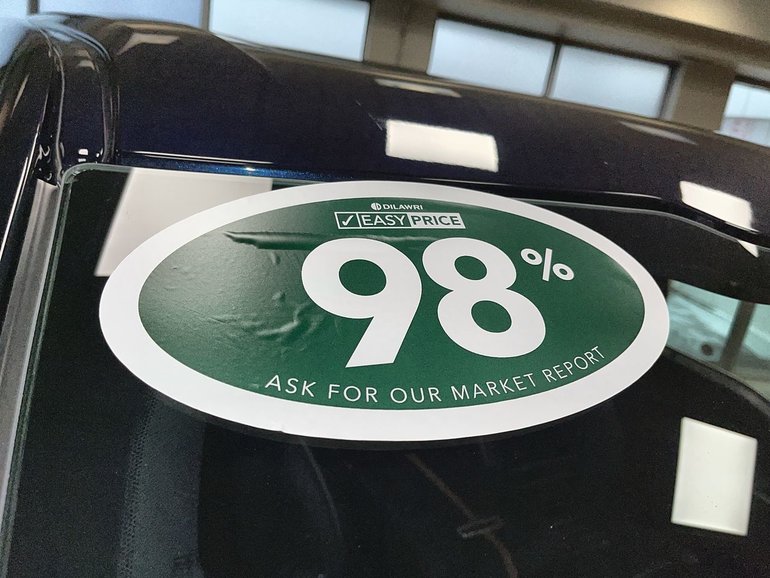 DILAWRI
EASY PRICE
98%
ASK FOR OUR MARKET REPORT